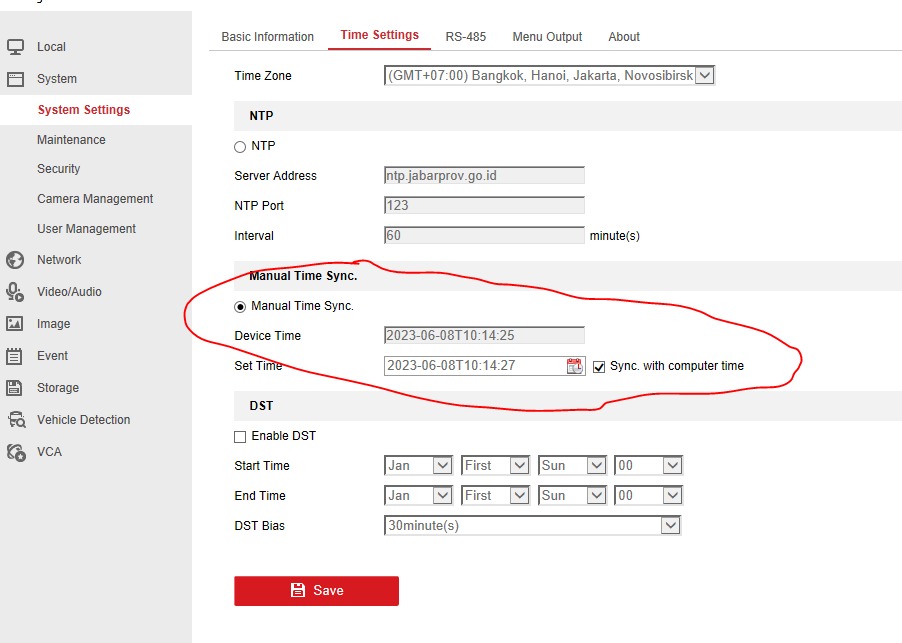 Basic Information Time Settings RS-485 Menu Output About
Local
System
System Settings
Maintenance
Security
Camera Management
User Management
Network
Video/Audio
Image
Event
Storage
Vehicle Detection
VCA
Time Zone (GMT+07:00) Bangkok, Hanoi, Jakarta, Novosibirsk
NTP
NTP
Server Address ntp.jabarprov.go.id
NTP Port 123
Interval 60 minute(s)
Manual Time Sync.
Manual Time Sync.
Device Time 2023-06-08T10:14:25
Set Time 2023-06-08T10:14:27 Sync. with computer time
DST
Enable DST
Start Time Jan First Sun 00
End Time Jan First Sun 00
DST Bias 30minute(s)
Save